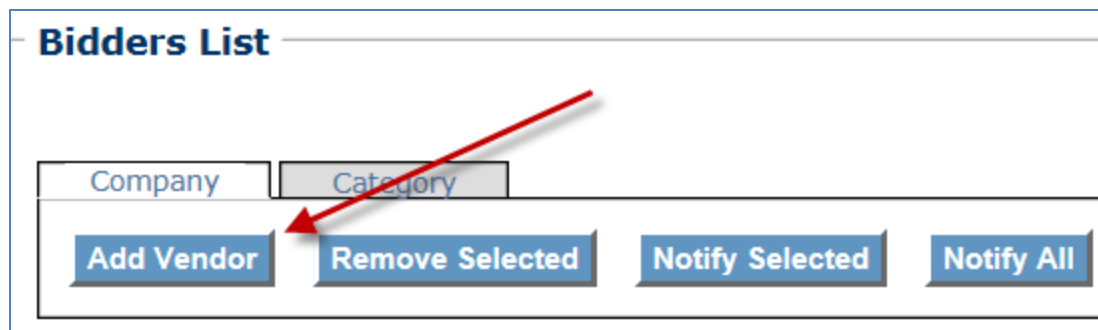 Bidders List
Company Category
Add Vendor Remove Selected Notify Selected Notify All